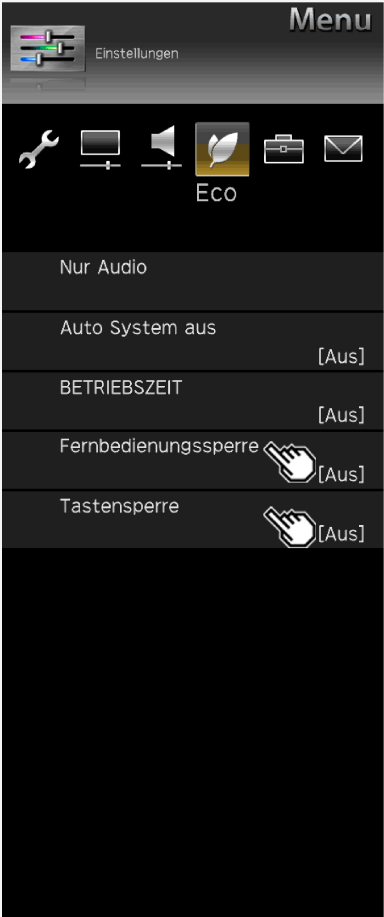 Menu
Einstellungen
Eco
Nur Audio
Auto System aus
[Aus]
BETRIEBSZEIT
[Aus]
Fernbedienungssperre
[Aus]
Tastensperre
[Aus]